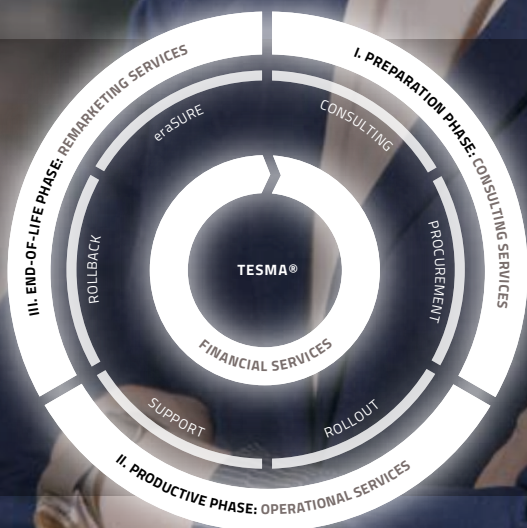 I. PREPARATION PHASE: CONSULTING SERVICES
II. PRODUCTIVE PHASE: OPERATIONAL SERVICES
III. END-OF-LIFE PHASE: REMARKETING SERVICES
CONSULTING
PROCUREMENT
ROLLOUT
SUPPORT
ROLLBACK
eraSURE
TESMA®
FINANCIAL SERVICES